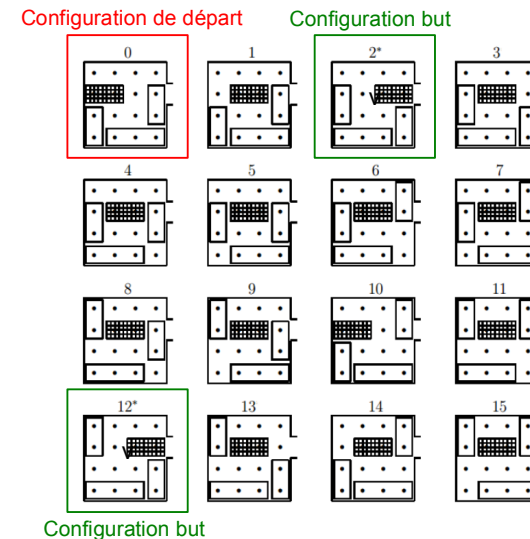 Configuration de départ Configuration but
0 1 2* 3
4 5 6 7
8 9 10 11
12* 13 14 15
Configuration but